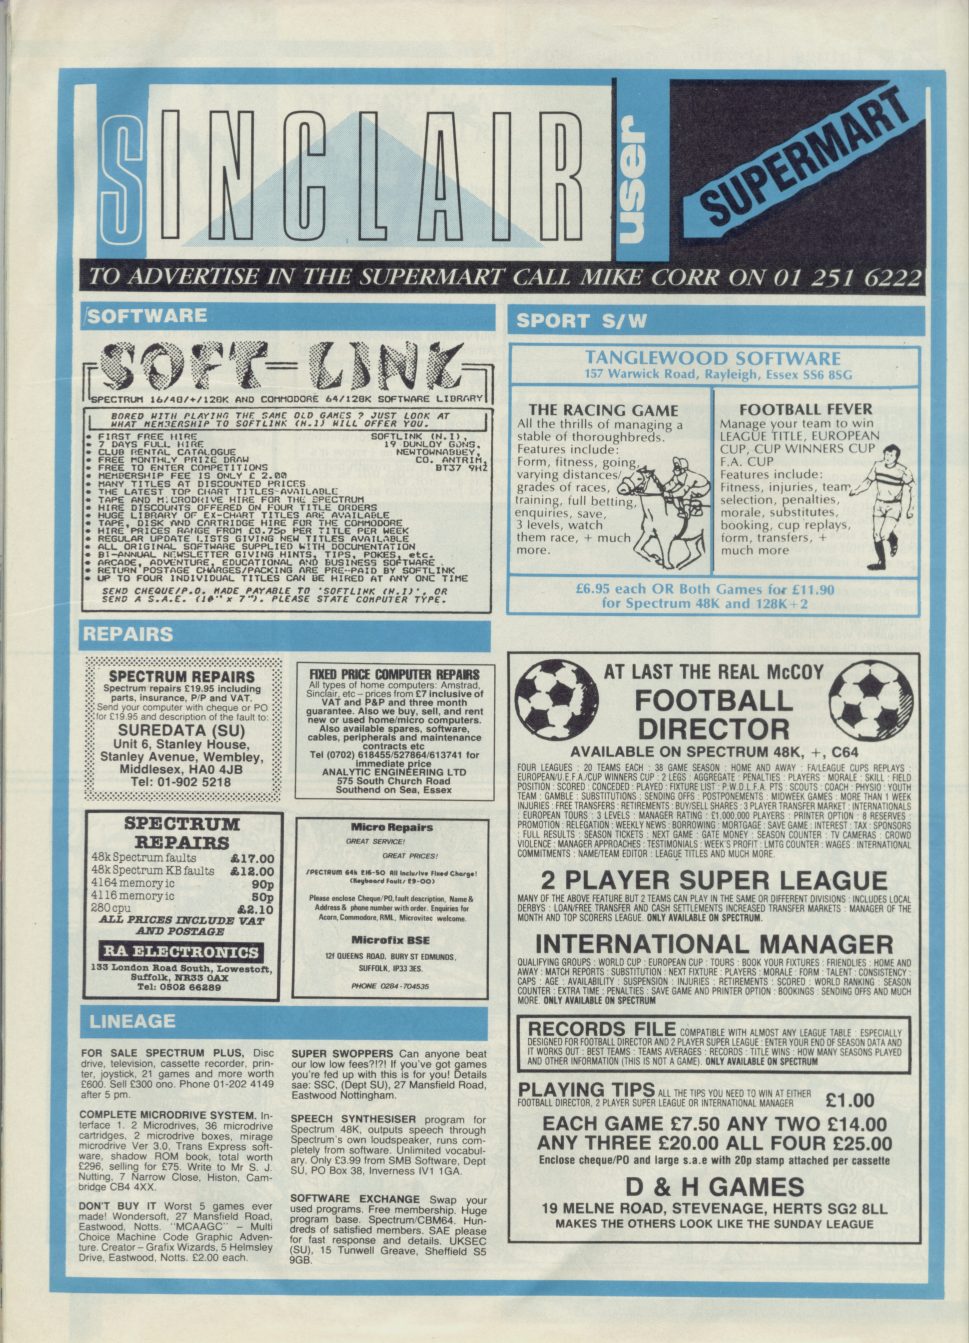 SINCLAIR
user
SUPERMART
TO ADVERTISE IN THE SUPERMART CALL MIKE CORR ON 01 251 6222
SOFTWARE
SOFT-LINK
SPECTRUM 16/48/+/128K AND COMMODORE 64/128K SOFTWARE LIBRARY
BORED WITH PLAYING THE SAME OLD GAMES ? JUST LOOK AT
WHAT MEMBERSHIP TO SOFTLINK (N.I) WILL OFFER YOU.
• FIRST FREE HIRE
• 7 DAYS FULL HIRE
• CLUB RENTAL CATALOGUE
• FREE MONTHLY PRIZE DRAW
• FREE TO ENTER COMPETITIONS
• MEMBERSHIP FEE IS ONLY £ 2.00
• MANY TITLES AT DISCOUNTED PRICES
• THE LATEST TOP CHART TITLES AVAILABLE
• TAPE AND MICRODRIVE HIRE FOR THE SPECTRUM
• HIRE DISCOUNTS OFFERED ON FOUR TITLE ORDERS
• HUGE LIBRARY OF EX-CHART TITLES ARE AVAILABLE
• TAPE, DISK AND CARTRIDGE HIRE FOR THE COMMODORE
• HIRE PRICES RANGE FROM £0.75p PER TITLE PER WEEK
• REGULAR UPDATE LISTS GIVING NEW TITLES AVAILABLE
• ALL ORIGINAL SOFTWARE SUPPLIED WITH DOCUMENTATION
• BI-ANNUAL NEWSLETTER GIVING HINTS, TIPS, POKES, etc.
• ARCADE, ADVENTURE, EDUCATIONAL AND BUSINESS SOFTWARE
• RETURN POSTAGE CHARGES/PACKING ARE PRE-PAID BY SOFTLINK
• UP TO FOUR INDIVIDUAL TITLES CAN BE HIRED AT ANY ONE TIME
SOFTLINK (N.I),
19 DUNLOY GDNS,
NEWTOWNABBEY,
CO. ANTRIM,
BT37 9HZ
SEND CHEQUE/P.O. MADE PAYABLE TO 'SOFTLINK (N.I)', OR
SEND A S.A.E. (10" x 7"). PLEASE STATE COMPUTER TYPE.
SPORT S/W
TANGLEWOOD SOFTWARE
157 Warwick Road, Rayleigh, Essex SS6 8SG
THE RACING GAME
All the thrills of managing a
stable of thoroughbreds.
Features include:
Form, fitness, going,
varying distances/
grades of races,
training, full betting,
enquiries, save,
3 levels, watch
them race, + much
more.
FOOTBALL FEVER
Manage your team to win
LEAGUE TITLE, EUROPEAN
CUP, CUP WINNERS CUP
F.A. CUP
Features include:
Fitness, injuries, team
selection, penalties,
morale, substitutes,
booking, cup replays,
form, transfers, +
much more
£6.95 each OR Both Games for £11.90
for Spectrum 48K and 128K+2
REPAIRS
SPECTRUM REPAIRS
Spectrum repairs £19.95 including
parts, insurance, P/P and VAT.
Send your computer with cheque or PO
for £19.95 and description of the fault to:
SUREDATA (SU)
Unit 6, Stanley House,
Stanley Avenue, Wembley,
Middlesex, HA0 4JB
Tel: 01-902 5218
FIXED PRICE COMPUTER REPAIRS
All types of home computers: Amstrad,
Sinclair, etc – prices from £7 inclusive of
VAT and P&P and three month
guarantee. Also we buy, sell, and rent
new or used home/micro computers.
Also available spares, software,
cables, peripherals and maintenance
contracts etc
Tel (0702) 618455/527864/613741 for
immediate price
ANALYTIC ENGINEERING LTD
575 South Church Road
Southend on Sea, Essex
SPECTRUM
REPAIRS
48k Spectrum faults £17.00
48k Spectrum KB faults £12.00
4164 memory ic 90p
4116 memory ic 50p
280 cpu £2.10
ALL PRICES INCLUDE VAT
AND POSTAGE
RA ELECTRONICS
133 London Road South, Lowestoft,
Suffolk, NR33 0AX
Tel: 0502 66289
Micro Repairs
GREAT SERVICE!
GREAT PRICES!
SPECTRUM 64k £16-50 All Inclusive Fixed Charge!
(Keyboard Faults £9-00)
Please enclose Cheque/PO, fault description, Name &
Address & phone number with order. Enquiries for
Acorn, Commodore, RML, Microvitec welcome.
Microfix BSE
121 QUEENS ROAD, BURY ST EDMUNDS,
SUFFOLK, IP33 3ES.
PHONE 0284-704535
AT LAST THE REAL McCOY
FOOTBALL
DIRECTOR
AVAILABLE ON SPECTRUM 48K, +, C64
FOUR LEAGUES : 20 TEAMS EACH : 38 GAME SEASON : HOME AND AWAY : FA/LEAGUE CUPS REPLAYS :
EUROPEAN/U.E.F.A./CUP WINNERS CUP : 2 LEGS : AGGREGATE : PENALTIES : PLAYERS : MORALE : SKILL : FIELD
POSITION : SCORED : CONCEDED : PLAYED : FIXTURE LIST : P.W.D.L.F.A. PTS : SCOUTS : COACH : PHYSIO : YOUTH
TEAM : GAMBLE : SUBSTITUTIONS : SENDING OFFS : POSTPONEMENTS : MIDWEEK GAMES : MORE THAN 1 WEEK
INJURIES : FREE TRANSFERS : RETIREMENTS : BUY/SELL SHARES : 3 PLAYER TRANSFER MARKET : INTERNATIONALS
: EUROPEAN TOURS : 3 LEVELS : MANAGER RATING : £1,000,000 PLAYERS : PRINTER OPTION : 8 RESERVES :
PROMOTION : RELEGATION : WEEKLY NEWS : BORROWING : MORTGAGE : SAVE GAME : INTEREST : TAX : SPONSORS
: FULL RESULTS : SEASON TICKETS : NEXT GAME : GATE MONEY : SEASON COUNTER : TV CAMERAS : CROWD
VIOLENCE : MANAGER APPROACHES : TESTIMONIALS : WEEK'S PROFIT : LMTG COUNTER : WAGES : INTERNATIONAL
COMMITMENTS : NAME/TEAM EDITOR : LEAGUE TITLES AND MUCH MORE.
2 PLAYER SUPER LEAGUE
MANY OF THE ABOVE FEATURE BUT 2 TEAMS CAN PLAY IN THE SAME OR DIFFERENT DIVISIONS : INCLUDES LOCAL
DERBYS : LOAN/FREE TRANSFER AND CASH SETTLEMENTS INCREASED TRANSFER MARKETS : MANAGER OF THE
MONTH AND TOP SCORERS LEAGUE. ONLY AVAILABLE ON SPECTRUM.
INTERNATIONAL MANAGER
QUALIFYING GROUPS : WORLD CUP : EUROPEAN CUP : TOURS : BOOK YOUR FIXTURES : FRIENDLIES : HOME AND
AWAY : MATCH REPORTS : SUBSTITUTION : NEXT FIXTURE : PLAYERS : MORALE : FORM : TALENT : CONSISTENCY :
CAPS : AGE : AVAILABILITY : SUSPENSION : INJURIES : RETIREMENTS : SCORED : WORLD RANKING : SEASON
COUNTER : EXTRA TIME : PENALTIES : SAVE GAME AND PRINTER OPTION : BOOKINGS : SENDING OFFS AND MUCH
MORE. ONLY AVAILABLE ON SPECTRUM
RECORDS FILE COMPATIBLE WITH ALMOST ANY LEAGUE TABLE : ESPECIALLY
DESIGNED FOR FOOTBALL DIRECTOR AND 2 PLAYER SUPER LEAGUE : ENTER YOUR END OF SEASON DATA AND
IT WORKS OUT : BEST TEAMS : TEAMS AVERAGES : RECORDS : TITLE WINS : HOW MANY SEASONS PLAYED
AND OTHER INFORMATION (THIS IS NOT A GAME). ONLY AVAILABLE ON SPECTRUM
PLAYING TIPS ALL THE TIPS YOU NEED TO WIN AT EITHER
FOOTBALL DIRECTOR, 2 PLAYER SUPER LEAGUE OR INTERNATIONAL MANAGER £1.00
EACH GAME £7.50 ANY TWO £14.00
ANY THREE £20.00 ALL FOUR £25.00
Enclose cheque/PO and large s.a.e with 20p stamp attached per cassette
D & H GAMES
19 MELNE ROAD, STEVENAGE, HERTS SG2 8LL
MAKES THE OTHERS LOOK LIKE THE SUNDAY LEAGUE
LINEAGE
FOR SALE SPECTRUM PLUS, Disc
drive, television, cassette recorder, prin-
ter, joystick, 21 games and more worth
£600. Sell £300 ono. Phone 01-202 4149
after 5 pm.
COMPLETE MICRODRIVE SYSTEM. In-
terface 1. 2 Microdrives, 36 microdrive
cartridges, 2 microdrive boxes, mirage
microdrive Ver 3.0, Trans Express soft-
ware, shadow ROM book, total worth
£296, selling for £75. Write to Mr S. J.
Nutting, 7 Narrow Close, Histon, Cam-
bridge CB4 4XX.
DON'T BUY IT Worst 5 games ever
made! Wondersoft, 27 Mansfield Road,
Eastwood, Notts. "MCAAGC" – Multi
Choice Machine Code Graphic Adven-
ture. Creator – Grafix Wizards, 5 Helmsley
Drive, Eastwood, Notts. £2.00 each.
SUPER SWOPPERS Can anyone beat
our low low fees?!?! If you've got games
you're fed up with this is for you! Details
sae: SSC, (Dept SU), 27 Mansfield Road,
Eastwood Nottingham.
SPEECH SYNTHESISER program for
Spectrum 48K, outputs speech through
Spectrum's own loudspeaker, runs com-
pletely from software. Unlimited vocabul-
ary. Only £3.99 from SMB Software, Dept
SU, PO Box 38, Inverness IV1 1GA.
SOFTWARE EXCHANGE Swap your
used programs. Free membership. Huge
program base. Spectrum/CBM64. Hun-
dreds of satisfied members. SAE please
for fast response and details. UKSEC
(SU), 15 Tunwell Greave, Sheffield S5
9GB.